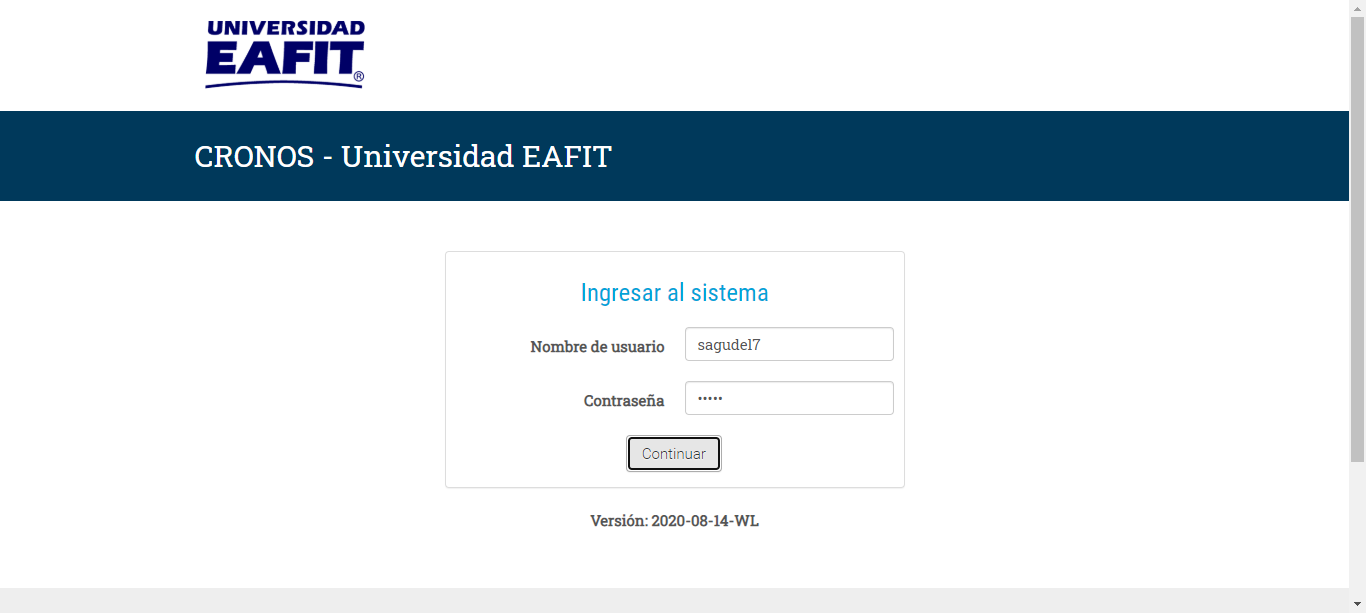 UNIVERSIDAD
EAFIT®
CRONOS - Universidad EAFIT
Ingresar al sistema
Nombre de usuario sagudel7
Contraseña •••••
Continuar
Versión: 2020-08-14-WL